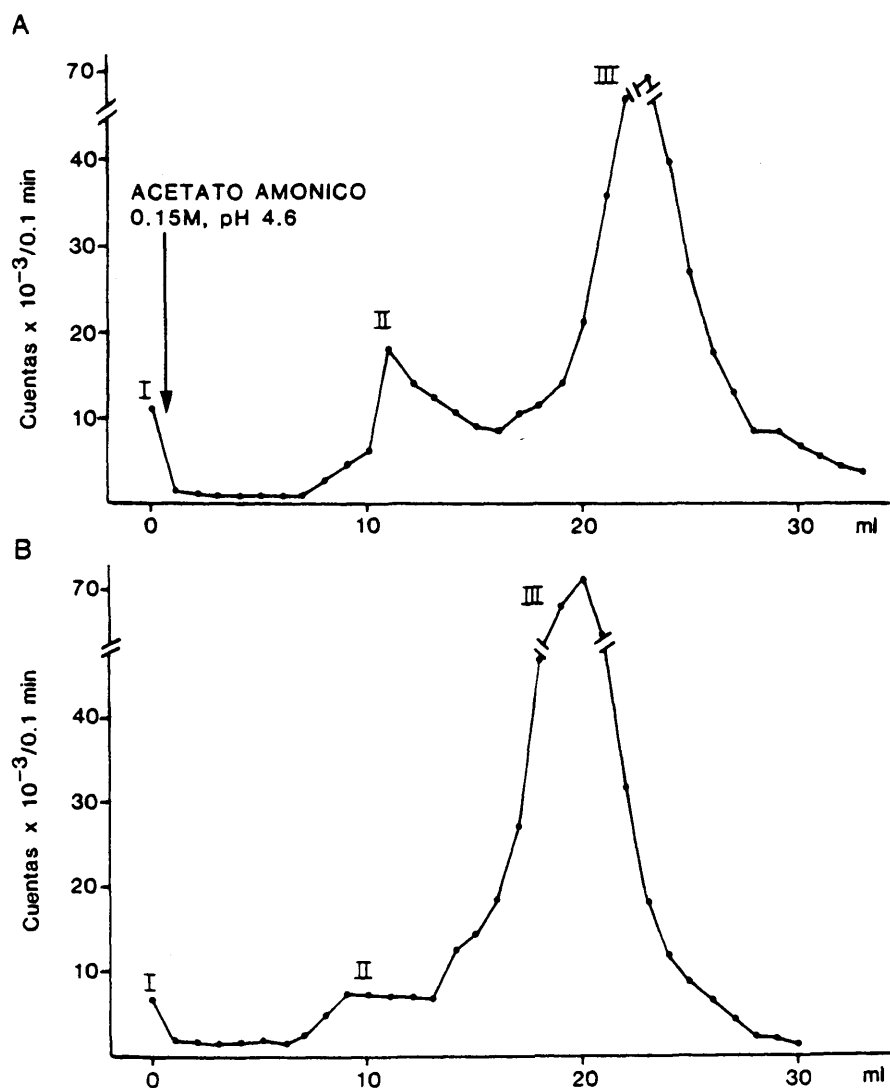 A
70
III
40
ACETATO AMONICO
0.15M, pH 4.6
30
II
20
I
10
Cuentas x 10⁻³/0.1 min
0
10
20
30
ml
B
70
III
40
30
20
II
I
10
Cuentas x 10⁻³/0.1 min
0
10
20
30
ml